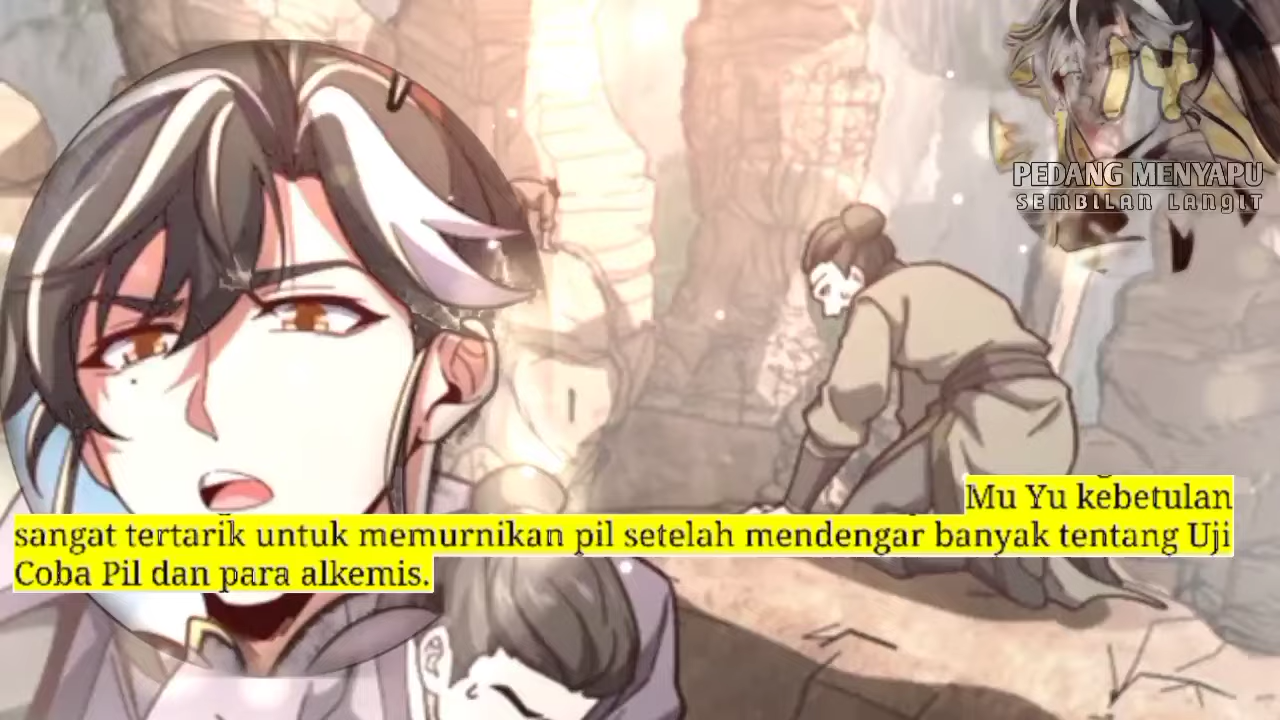 PEDANG MENYAPU
SEMBILAN LANGIT
Mu Yu kebetulan
sangat tertarik untuk memurnikan pil setelah mendengar banyak tentang Uji
Coba Pil dan para alkemis.